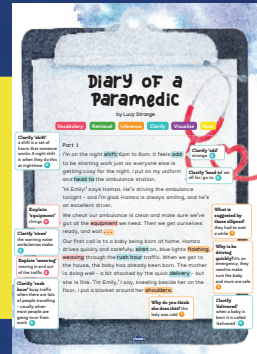 Diary of a
Paramedic
by Lucy Strange
Vocabulary Retrieval Inference Clarify Visualise
Part 1
I'm on the night shift: 6pm to 6am. It feels odd
to be starting work just as everyone else is
getting cosy for the night. I put on my uniform
and head to the ambulance station.
'Hi Emily!' says Hamza. He's driving the ambulance
tonight – and I'm glad. Hamza is always smiling, and he's
an excellent driver.
We check our ambulance is clean and make sure we've
got all the equipment we need. Then we get ourselves
ready, and wait ...
Our first call is to a baby being born at home. Hamza
drives quickly and carefully; siren on, blue lights flashing,
weaving through the rush hour traffic. When we get to
the house, the baby has already been born. The mother
is doing well – a bit shocked by the quick delivery – but
she is fine. 'I'm Emily,' I say, kneeling beside her on the
floor. I put a blanket around her shoulders.
Clarify 'shift'
a shift is a set of
hours that someone
works. A night shift
is when they do this
at nighttime.
Clarify 'odd'
strange.
Clarify 'head to'
set off for; go to.
Explain
'equipment'
things.
Clarify 'siren'
the warning noise
ambulances make.
Explain 'weaving'
moving in and out
of the traffic
Clarify 'rush
hour' busy traffic
when there are lots
of people travelling
– usually when
most people are
going to or from
work.
What is
suggested by
these ellipses?
they had to wait
a while
Why to be
driving
quickly? it's an
emergency; they
need to make
sure the baby
and mum are safe
Clarify
'delivered'
when a baby is
born it is called
'delivered'.
Why do you think
she does this? the
baby was cold